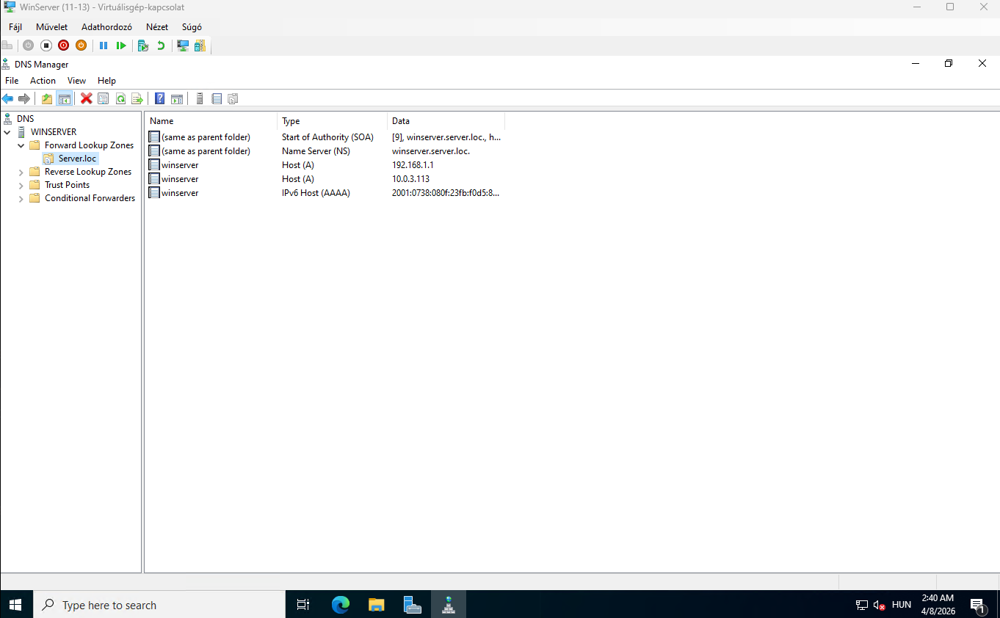 WinServer (11-13) - Virtuálisgép-kapcsolat
Fájl Művelet Adathordozó Nézet Súgó
DNS Manager
File Action View Help
DNS
WINSERVER
Forward Lookup Zones
Server.loc
Reverse Lookup Zones
Trust Points
Conditional Forwarders
Name Type Data
(same as parent folder) Start of Authority (SOA) [9], winserver.server.loc., h...
(same as parent folder) Name Server (NS) winserver.server.loc.
winserver Host (A) 192.168.1.1
winserver Host (A) 10.0.3.113
winserver IPv6 Host (AAAA) 2001:0738:080f:23fb:f0d5:8...
Type here to search
HUN
2:40 AM
4/8/2026
1